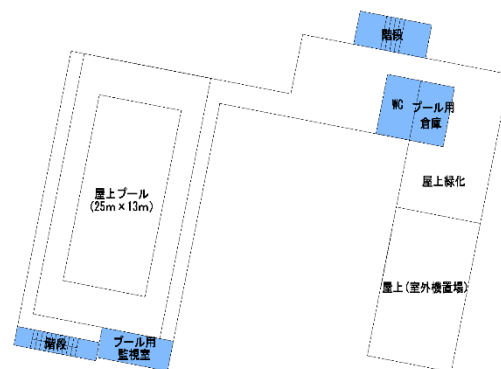 階段
WC
プール用
倉庫
屋上プール
(25m×13m)
屋上緑化
屋上(室外機置場)
階段
プール用
監視室